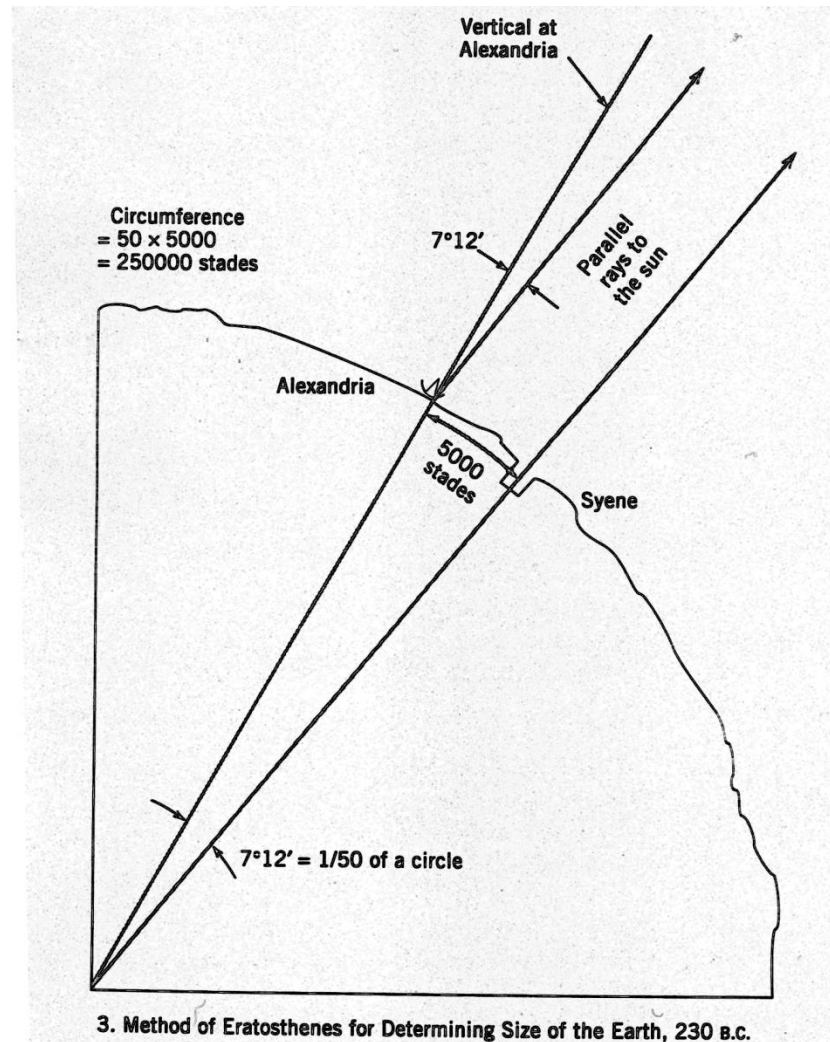 Vertical at
Alexandria
Circumference
= 50 × 5000
= 250000 stades
7°12'
Parallel
rays to
the sun
Alexandria
5000
stades
Syene
7°12' = 1/50 of a circle
3. Method of Eratosthenes for Determining Size of the Earth, 230 B.C.